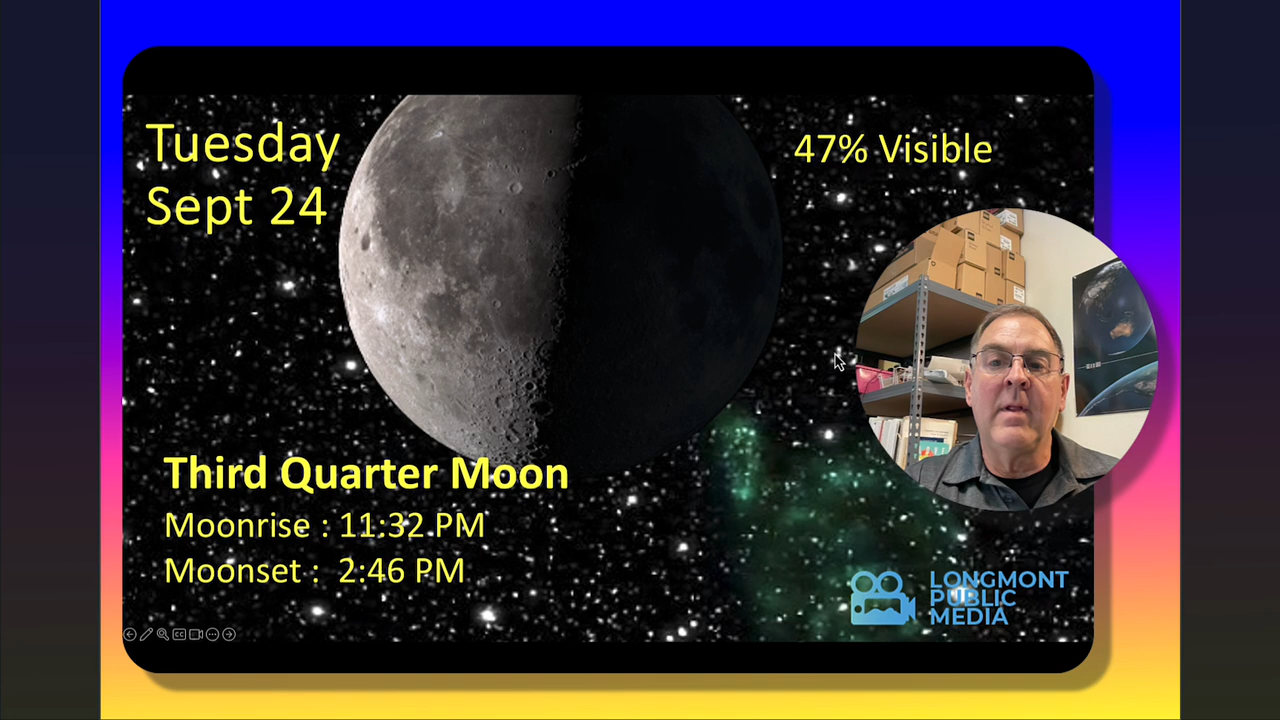 Tuesday
Sept 24
47% Visible
Third Quarter Moon
Moonrise : 11:32 PM
Moonset : 2:46 PM
LONGMONT
PUBLIC
MEDIA